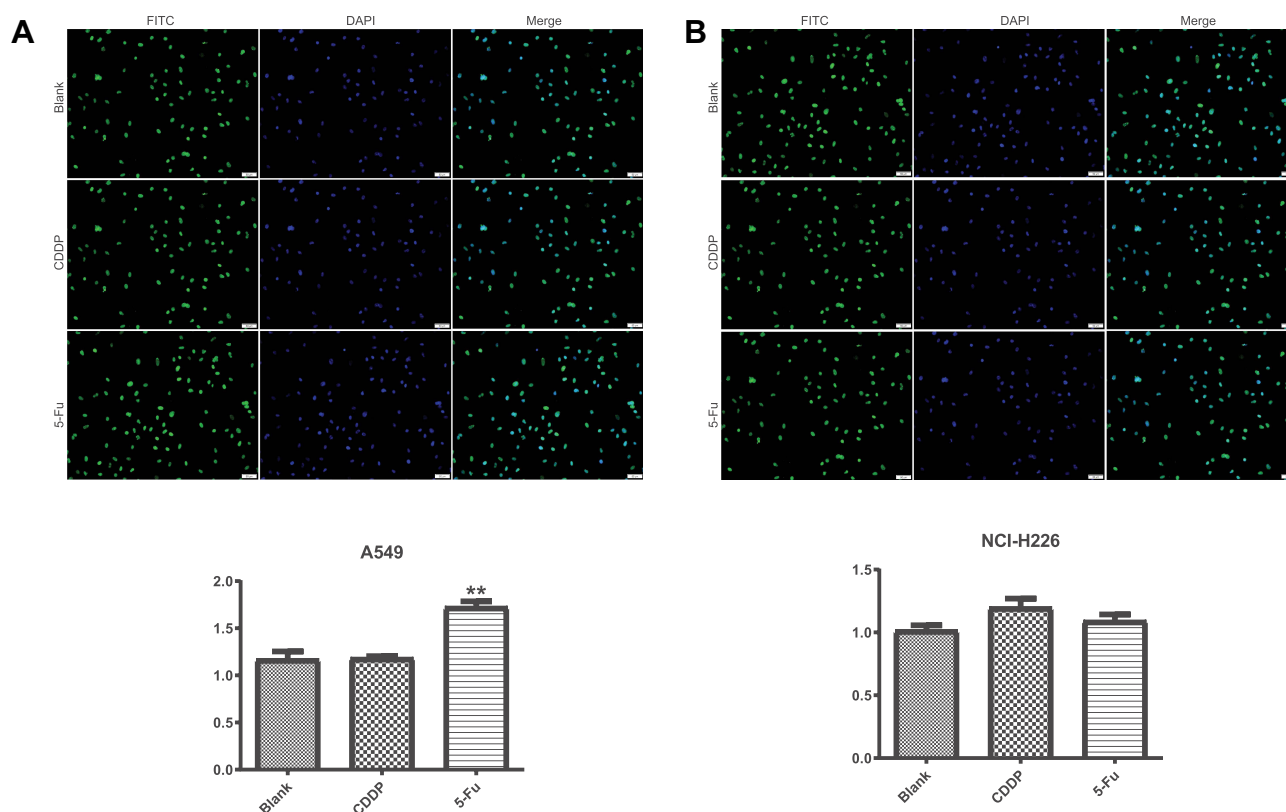 A
FITC
DAPI
Merge
Blank
CDDP
5-Fu
B
FITC
DAPI
Merge
Blank
CDDP
5-Fu
A549
2.0
1.5
1.0
0.5
0.0
**
Blank
CDDP
5-Fu
NCI-H226
1.5
1.0
0.5
0.0
Blank
CDDP
5-Fu